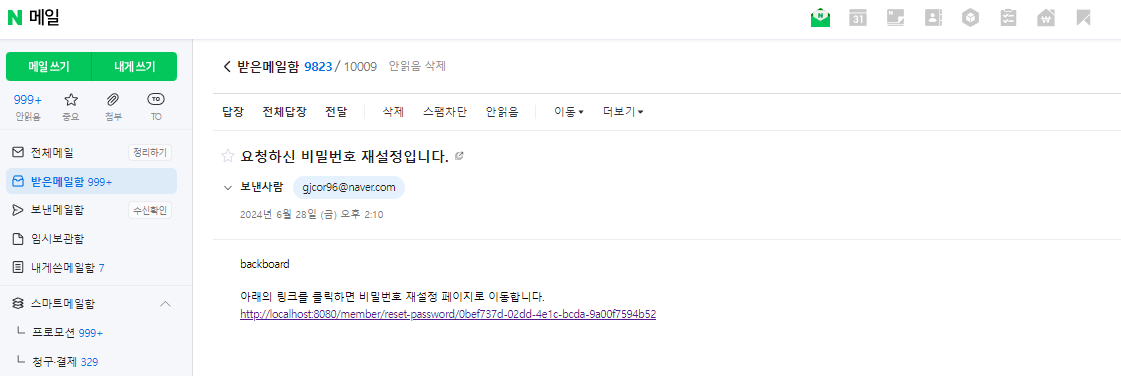 N 메일
N 31 N ₩
메일 쓰기 내게 쓰기
999+ TO
안읽음 중요 첨부 TO
전체메일 정리하기
받은메일함 999+
보낸메일함 수신확인
임시보관함
내게쓴메일함 7
스마트메일함
프로모션 999+
청구·결제 329
받은메일함 9823 / 10009 안읽음 삭제
답장 전체답장 전달 삭제 스팸차단 안읽음 이동 더보기
요청하신 비밀번호 재설정입니다.
보낸사람 gjcor96@naver.com
2024년 6월 28일 (금) 오후 2:10
backboard
아래의 링크를 클릭하면 비밀번호 재설정 페이지로 이동합니다.
http://localhost:8080/member/reset-password/0bef737d-02dd-4e1c-bcda-9a00f7594b52